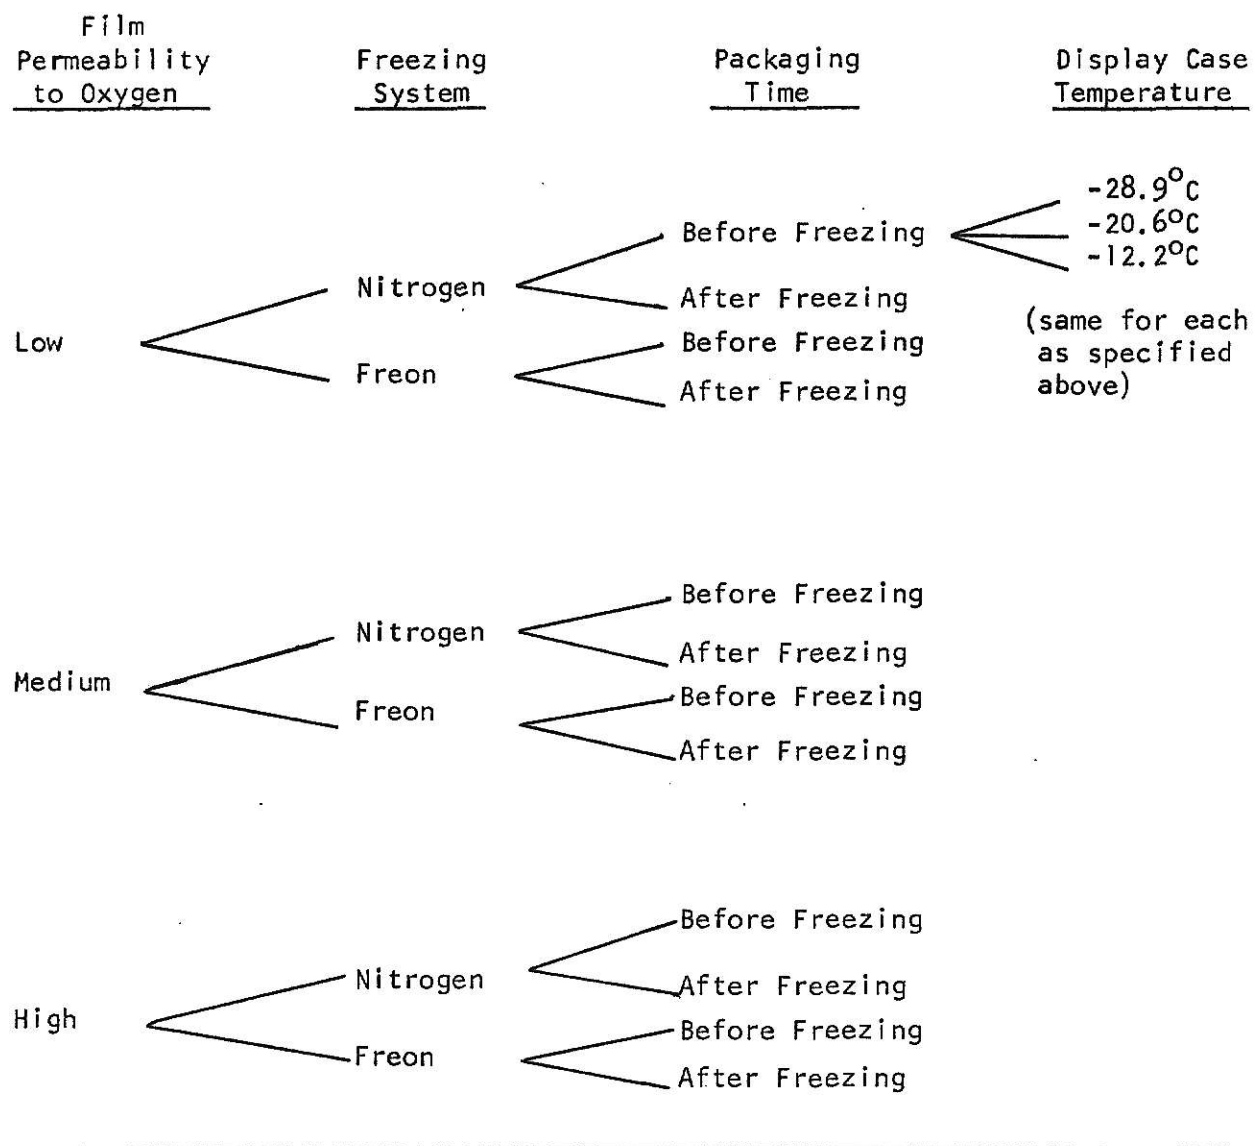 Film
Permeability
to Oxygen
Freezing
System
Packaging
Time
Display Case
Temperature
Low
Nitrogen
Before Freezing
-28.9°C
-20.6°C
-12.2°C
After Freezing
(same for each
as specified
above)
Freon
Before Freezing
After Freezing
Medium
Nitrogen
Before Freezing
After Freezing
Freon
Before Freezing
After Freezing
High
Nitrogen
Before Freezing
After Freezing
Freon
Before Freezing
After Freezing